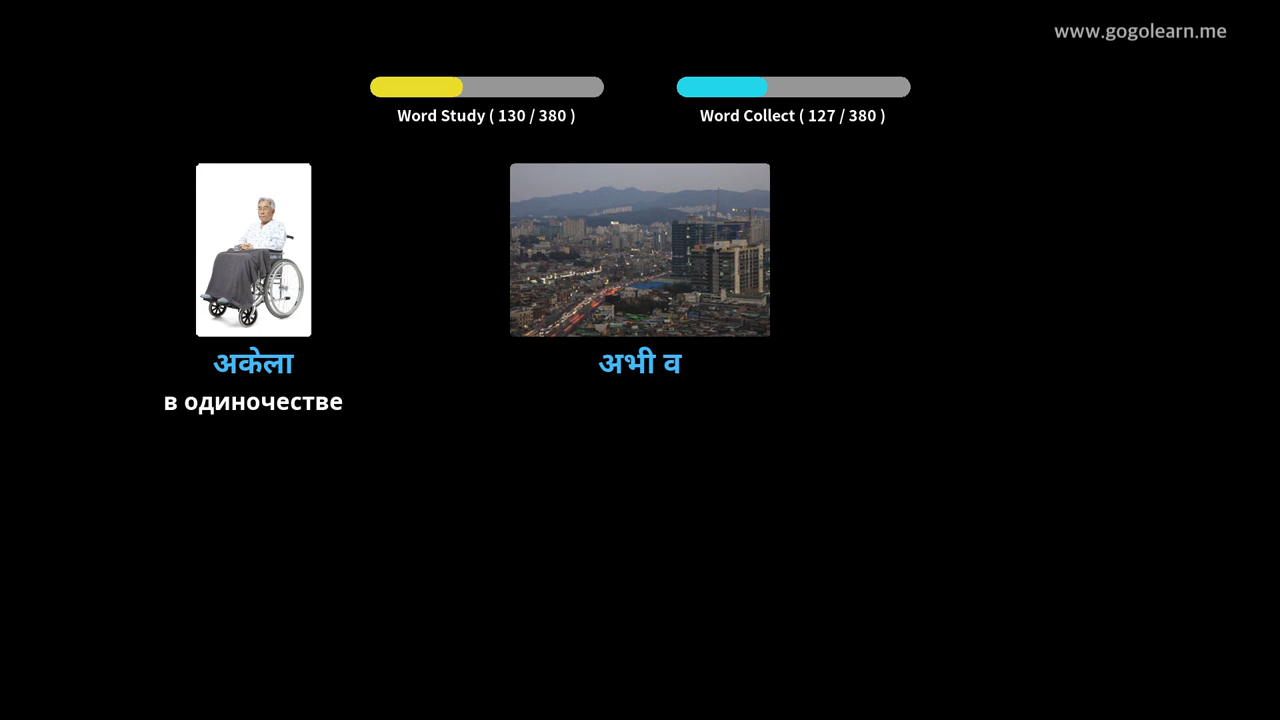 www.gogolearn.me
Word Study ( 130 / 380 )
Word Collect ( 127 / 380 )
अकेला
अभी व
в одиночестве